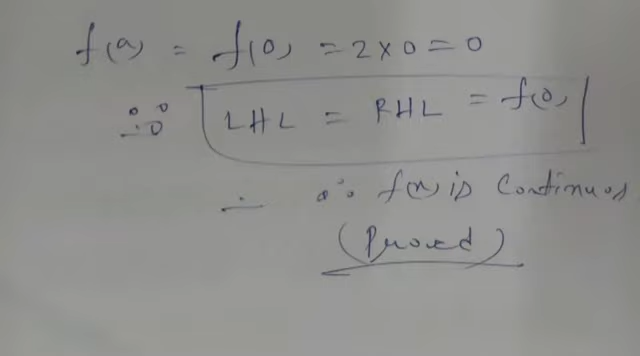 f(a) = f(0) = 2 × 0 = 0
∴ LHL = RHL = f(0)
∴ f(x) is continuous
(Proved)